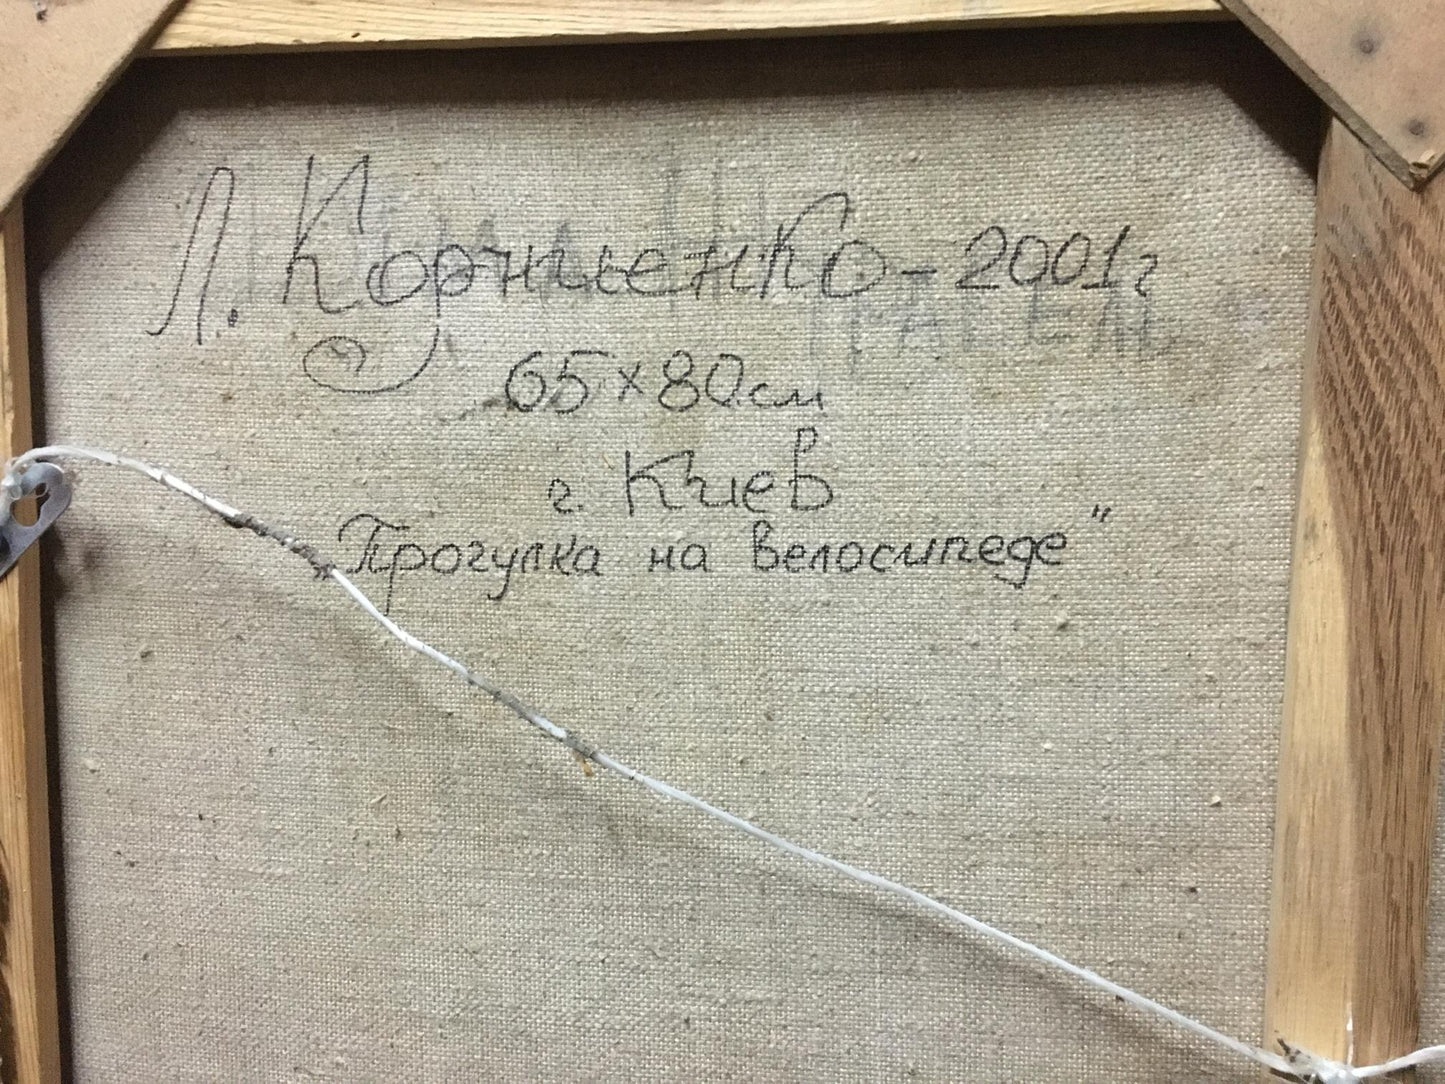 Л. Корниенко - 2001г
65×80см
г. Киев
"Прогулка на велосипеде"